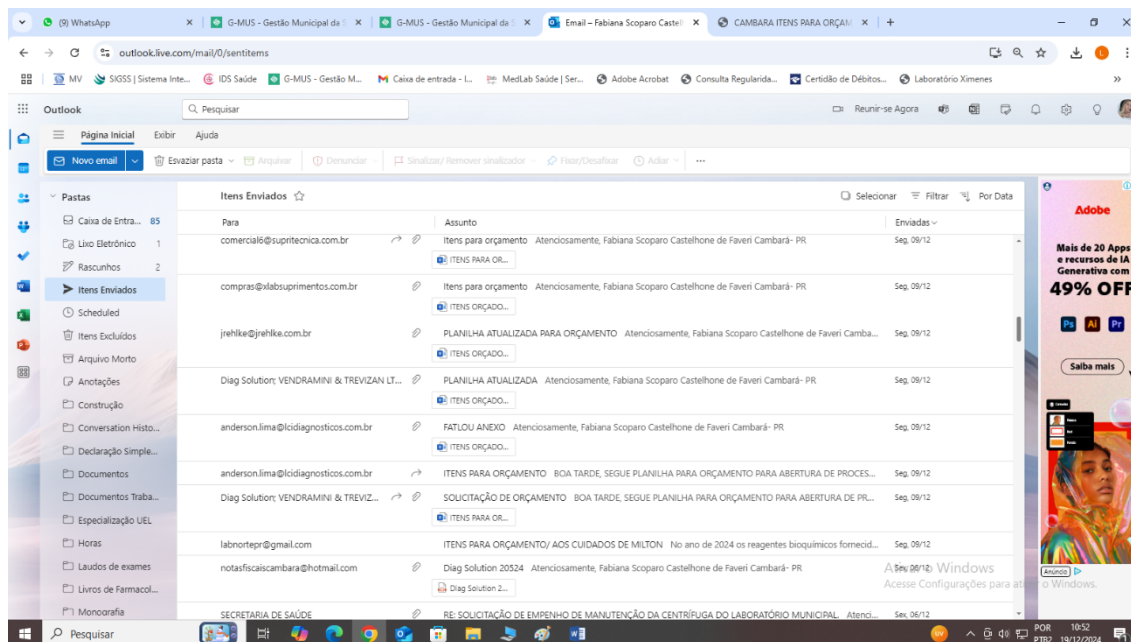 (9) WhatsApp
G-MUS - Gestão Municipal da S
G-MUS - Gestão Municipal da S
Email – Fabiana Scoparo Castel
CAMBARA ITENS PARA ORÇAM
outlook.live.com/mail/0/sentitems
MV
SIGSS | Sistema Inte...
IDS Saúde
G-MUS - Gestão M...
Caixa de entrada - l...
MedLab Saúde | Ser...
Adobe Acrobat
Consulta Regularida...
Certidão de Débitos...
Laboratório Ximenes
Outlook
Pesquisar
Reunir-se Agora
Página Inicial Exibir Ajuda
Novo email
Esvaziar pasta
Arquivar
Denunciar
Sinalizar/ Remover sinalizador
Fixar/Desafixar
Adiar
Pastas
Caixa de Entra... 85
Lixo Eletrônico 1
Rascunhos 2
Itens Enviados
Scheduled
Itens Excluídos
Arquivo Morto
Anotações
Construção
Conversation Histo...
Declaração Simple...
Documentos
Documentos Traba...
Especialização UEL
Horas
Laudos de exames
Livros de Farmacol...
Monografia
Itens Enviados
Selecionar Filtrar Por Data
Para Assunto Enviadas
comercial6@supritecnica.com.br Itens para orçamento Atenciosamente, Fabiana Scoparo Castelhone de Faveri Cambará- PR Seg, 09/12
ITENS PARA OR...
compras@xlabsuprimentos.com.br Itens para orçamento Atenciosamente, Fabiana Scoparo Castelhone de Faveri Cambará- PR Seg, 09/12
ITENS ORÇADO...
jrehlke@jrehlke.com.br PLANILHA ATUALIZADA PARA ORÇAMENTO Atenciosamente, Fabiana Scoparo Castelhone de Faveri Camba... Seg, 09/12
ITENS ORÇADO...
Diag Solution; VENDRAMINI & TREVIZAN LT... PLANILHA ATUALIZADA Atenciosamente, Fabiana Scoparo Castelhone de Faveri Cambará- PR Seg, 09/12
ITENS ORÇADO...
anderson.lima@lcidiagnosticos.com.br FATLOU ANEXO Atenciosamente, Fabiana Scoparo Castelhone de Faveri Cambará- PR Seg, 09/12
ITENS ORÇADO...
anderson.lima@lcidiagnosticos.com.br ITENS PARA ORÇAMENTO BOA TARDE, SEGUE PLANILHA PARA ORÇAMENTO PARA ABERTURA DE PROCES... Seg, 09/12
Diag Solution; VENDRAMINI & TREVIZ... SOLICITAÇÃO DE ORÇAMENTO BOA TARDE, SEGUE PLANILHA PARA ORÇAMENTO PARA ABERTURA DE PR... Seg, 09/12
ITENS PARA OR...
labnortepr@gmail.com ITENS PARA ORÇAMENTO/ AOS CUIDADOS DE MILTON No ano de 2024 os reagentes bioquímicos fornecid... Seg, 09/12
notasfiscaiscambara@hotmail.com Diag Solution 20524 Atenciosamente, Fabiana Scoparo Castelhone de Faveri Cambará- PR
Diag Solution 2...
SECRETARIA DE SAÚDE RE: SOLICITAÇÃO DE EMPENHO DE MANUTENÇÃO DA CENTRÍFUGA DO LABORATÓRIO MUNICIPAL. Atenci... Sex, 06/12
Windows
Acesse Configurações para o Windows.
Adobe
Mais de 20 Apps
e recursos de IA
Generativa com
49% OFF
Ps Ai Pr
Saiba mais
Anúncio
Pesquisar
POR 10:52
PTB2 19/12/2024